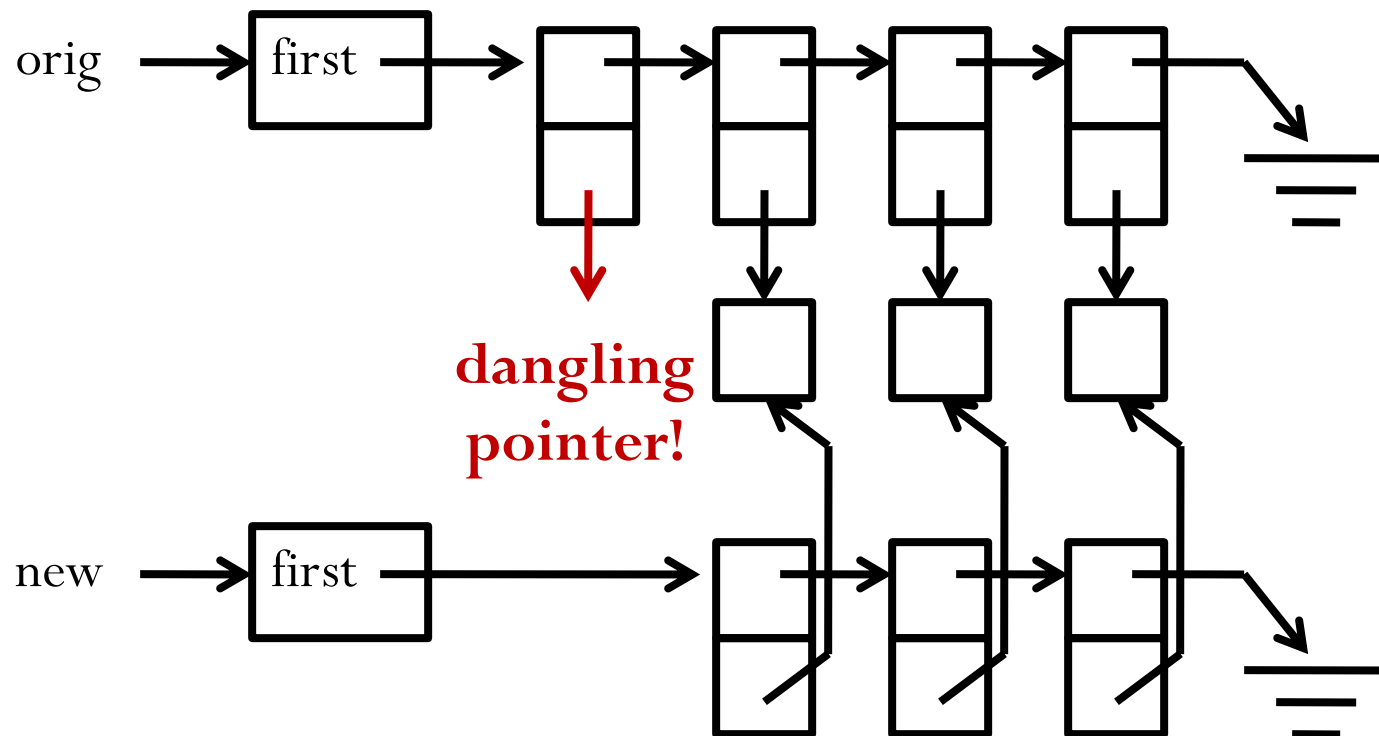 orig
first
dangling
pointer!
new
first